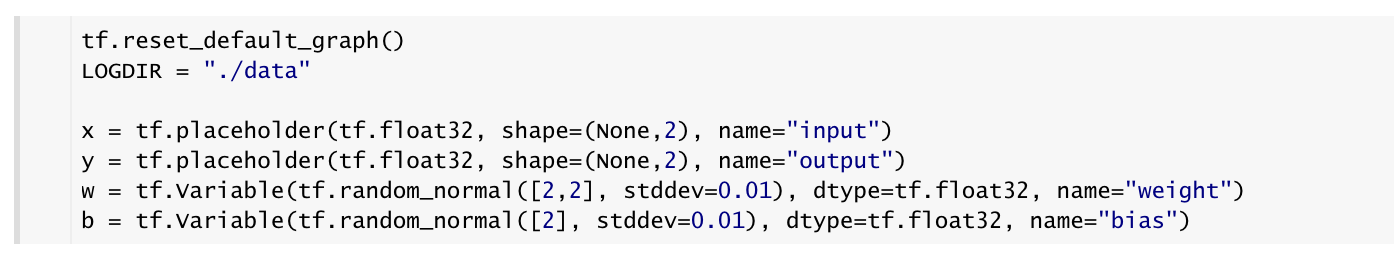 tf.reset_default_graph()
LOGDIR = "./data"
x = tf.placeholder(tf.float32, shape=(None,2), name="input")
y = tf.placeholder(tf.float32, shape=(None,2), name="output")
w = tf.Variable(tf.random_normal([2,2], stddev=0.01), dtype=tf.float32, name="weight")
b = tf.Variable(tf.random_normal([2], stddev=0.01), dtype=tf.float32, name="bias")